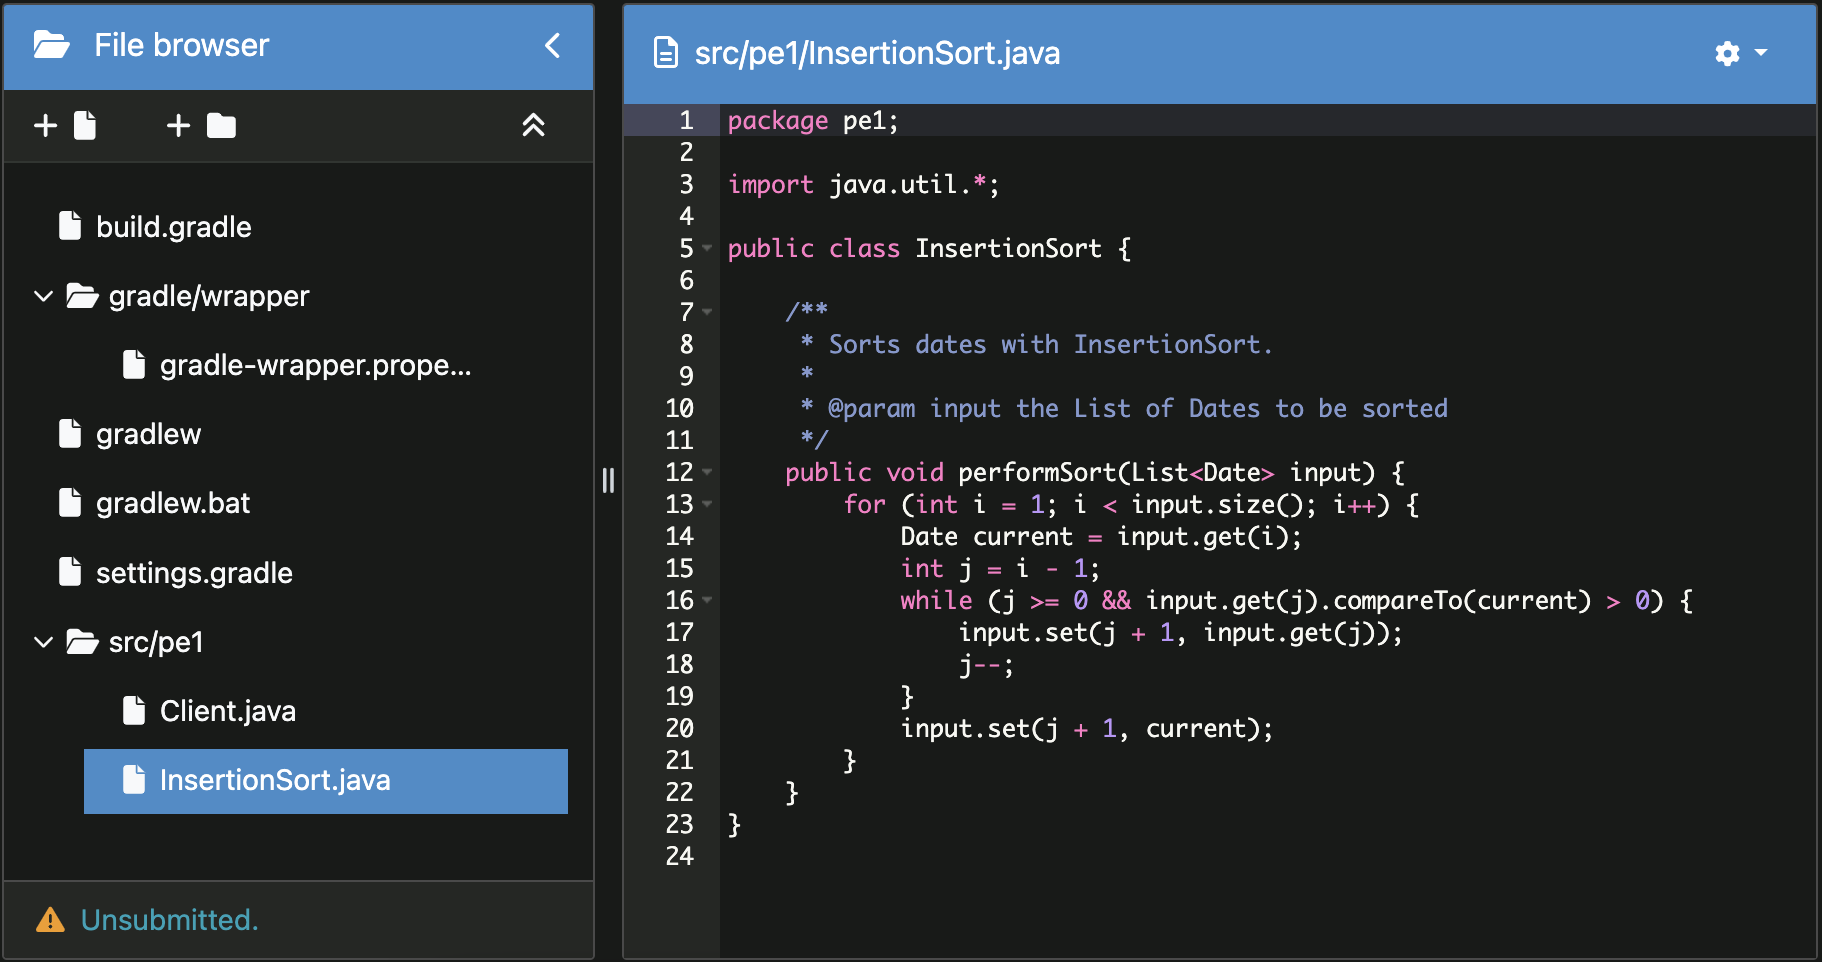 File browser
build.gradle
gradle/wrapper
gradle-wrapper.prope...
gradlew
gradlew.bat
settings.gradle
src/pe1
Client.java
InsertionSort.java
Unsubmitted.
src/pe1/InsertionSort.java
1 package pe1;
2
3 import java.util.*;
4
5 public class InsertionSort {
6
7     /**
8      * Sorts dates with InsertionSort.
9      *
10      * @param input the List of Dates to be sorted
11      */
12     public void performSort(List<Date> input) {
13         for (int i = 1; i < input.size(); i++) {
14             Date current = input.get(i);
15             int j = i - 1;
16             while (j >= 0 && input.get(j).compareTo(current) > 0) {
17                 input.set(j + 1, input.get(j));
18                 j--;
19             }
20             input.set(j + 1, current);
21         }
22     }
23 }
24